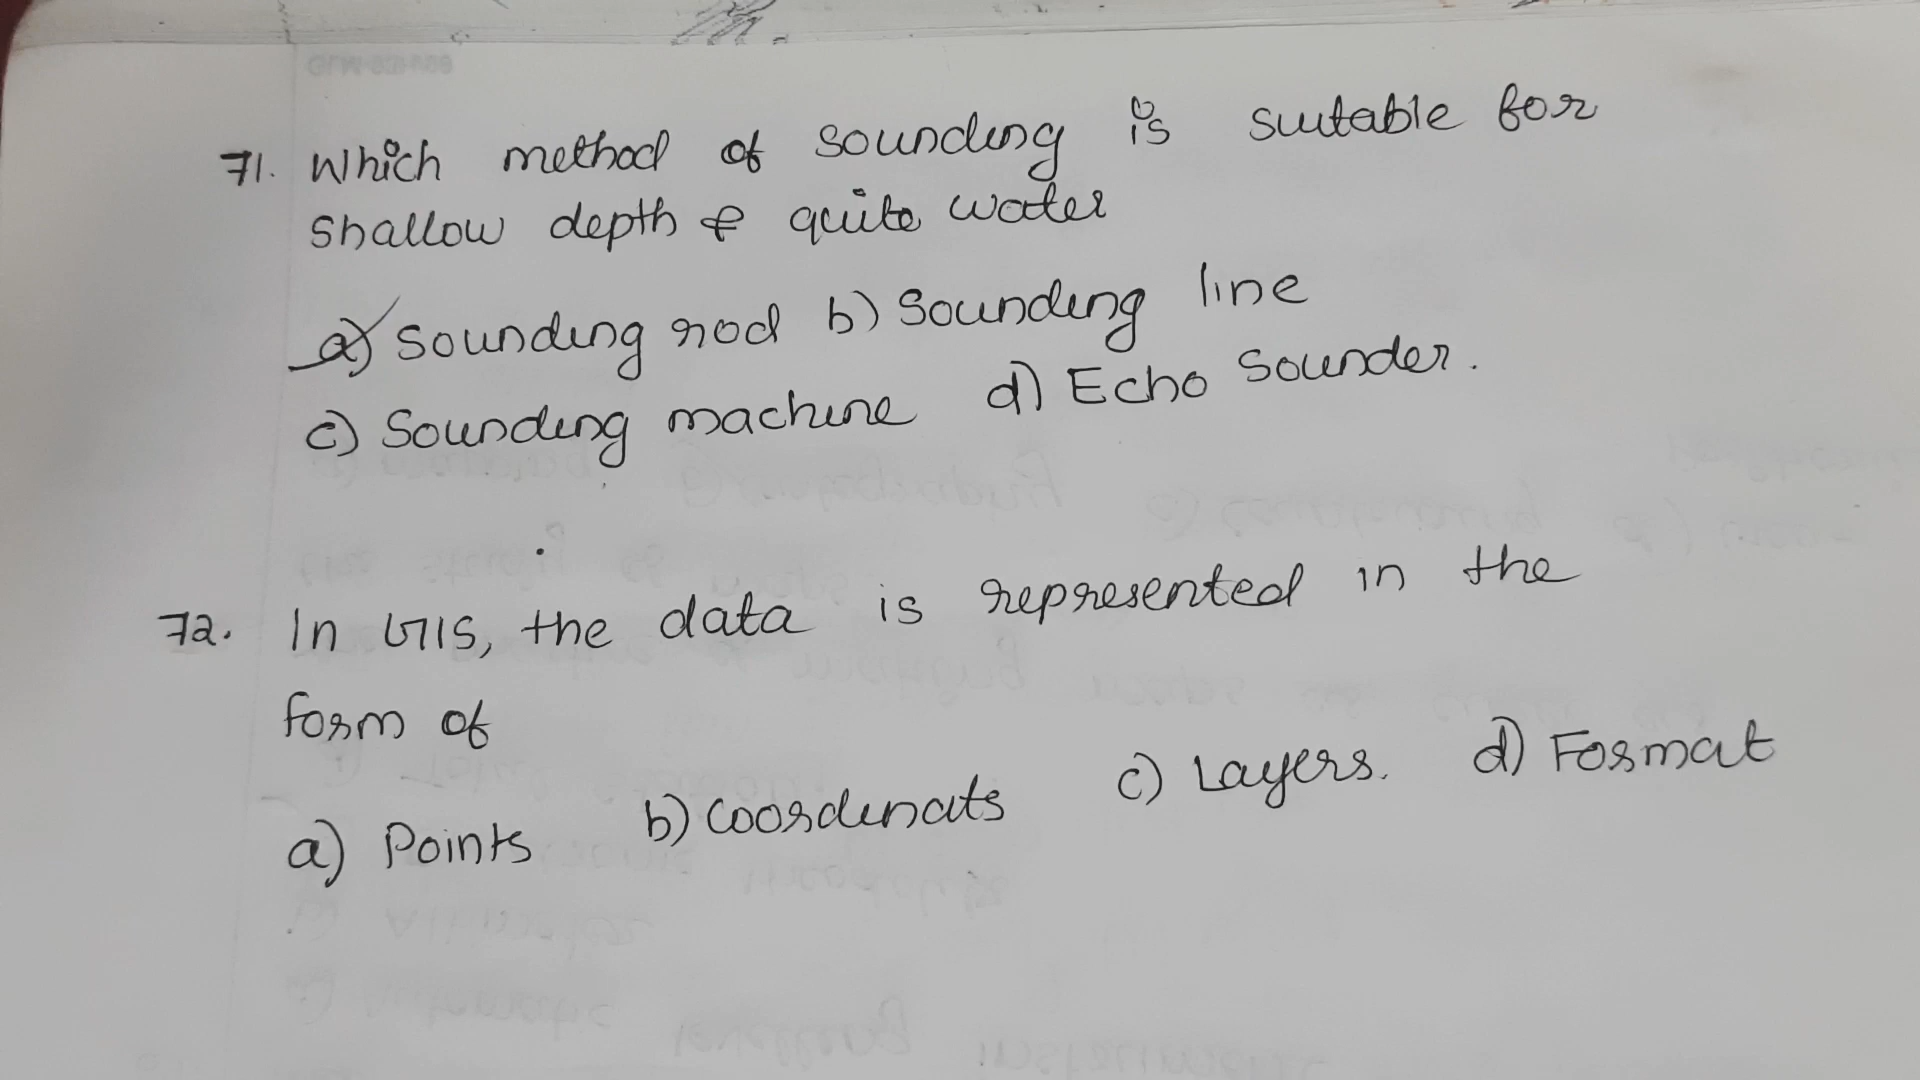 71. Which method of sounding is suitable for
shallow depth & quite water
a) sounding rod b) Sounding line
c) Sounding machine d) Echo Sounder.
72. In GIS, the data is represented in the
form of
a) Points b) Coordinats c) Layers. d) Format